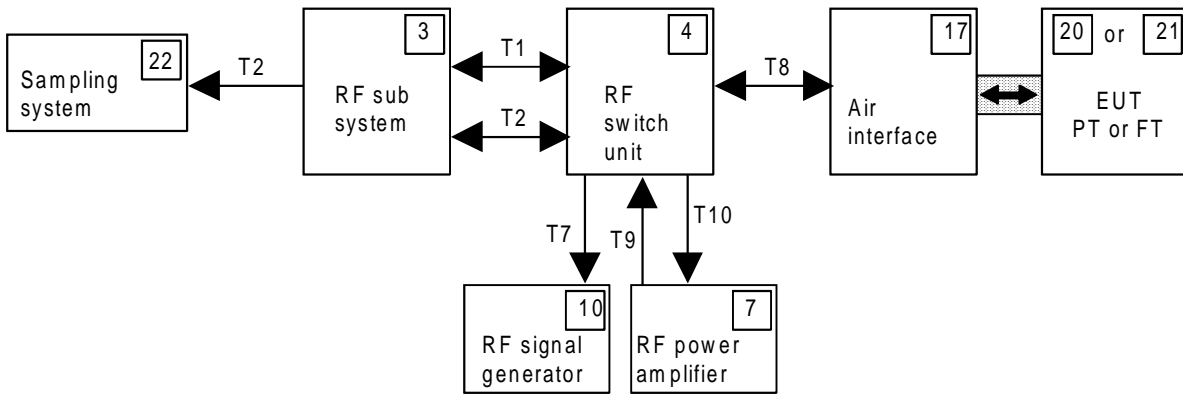 22
Sampling
system
T2
3
RF sub
system
T1
T2
4
RF
switch
unit
T8
17
Air
interface
20 or 21
EUT
PT or FT
T7
T9
T10
10
RF signal
generator
7
RF power
amplifier